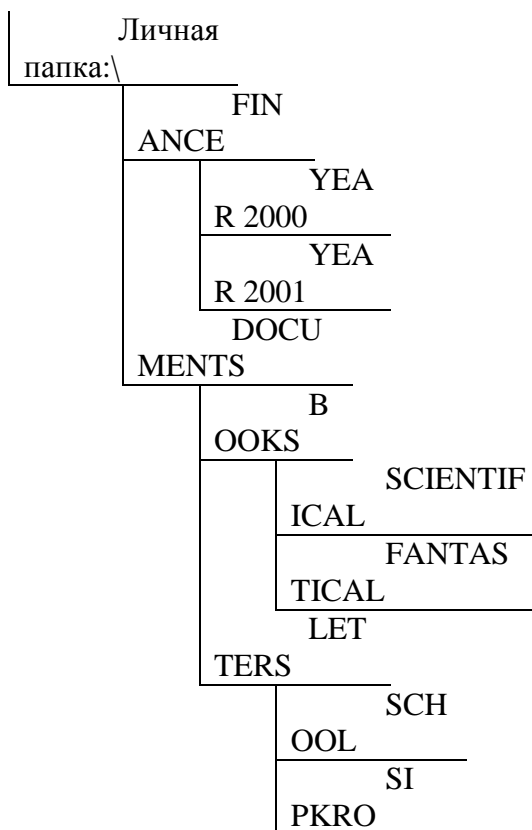 Личная
папка:\
FIN
ANCE
YEA
R 2000
YEA
R 2001
DOCU
MENTS
B
OOKS
SCIENTIF
ICAL
FANTAS
TICAL
LET
TERS
SCH
OOL
SI
PKRO